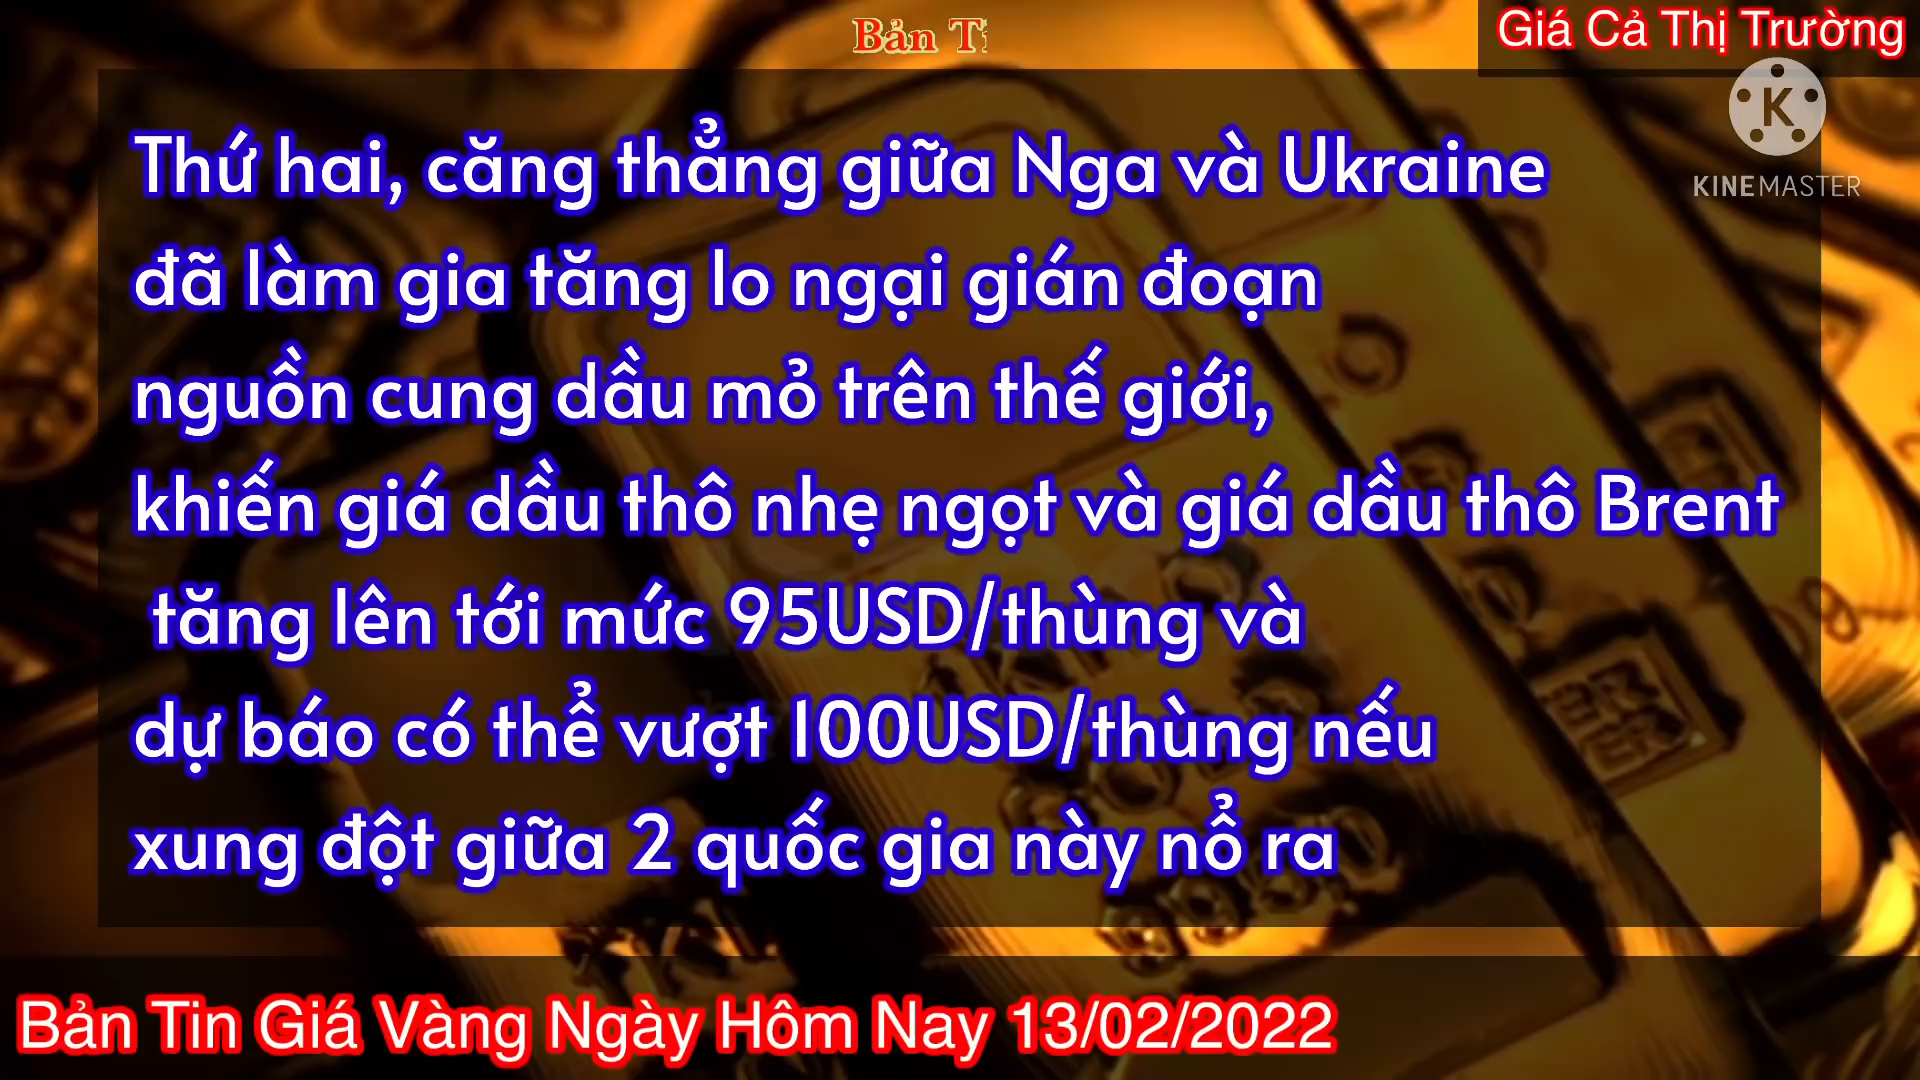 Bản T
Giá Cả Thị Trường
K
KINEMASTER
Thứ hai, căng thẳng giữa Nga và Ukraine
đã làm gia tăng lo ngại gián đoạn
nguồn cung dầu mỏ trên thế giới,
khiến giá dầu thô nhẹ ngọt và giá dầu thô Brent
tăng lên tới mức 95USD/thùng và
dự báo có thể vượt 100USD/thùng nếu
xung đột giữa 2 quốc gia này nổ ra
Bản Tin Giá Vàng Ngày Hôm Nay 13/02/2022